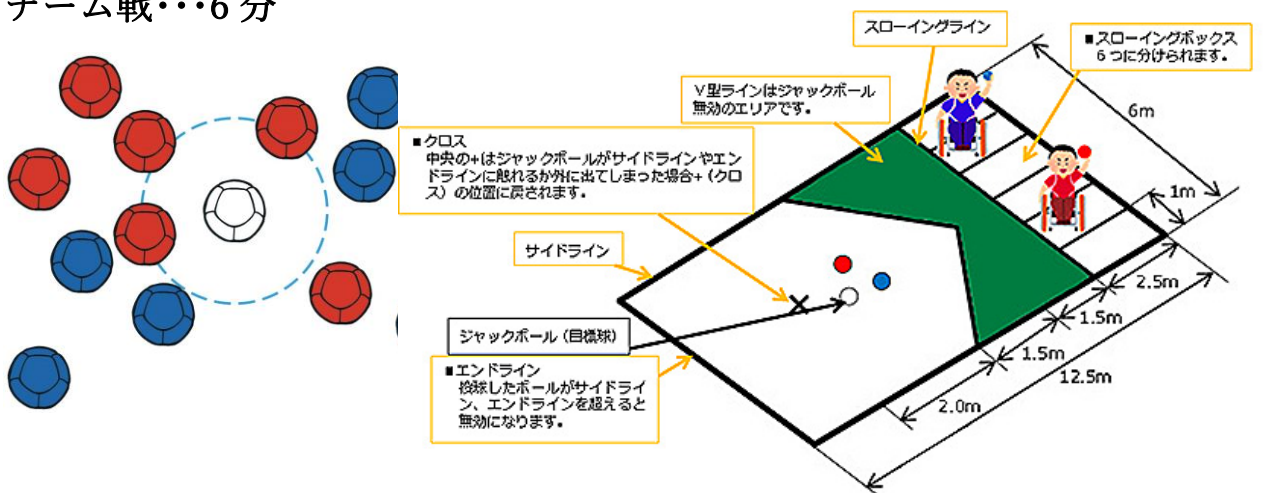 チーム戦・・・6 分
スローイングライン
■スローイングボックス
6つに分けられます。
V型ラインはジャックボール
無効のエリアです。
6m
■クロス
中央の+はジャックボールがサイドラインやエン
ドラインに触れるか外に出てしまった場合+(クロ
ス)の位置に戻されます。
1m
サイドライン
2.5m
1.5m
ジャックボール(目標球)
1.5m
■エンドライン
投球したボールがサイドライ
ン、エンドラインを超えると
無効になります。
12.5m
2.0m